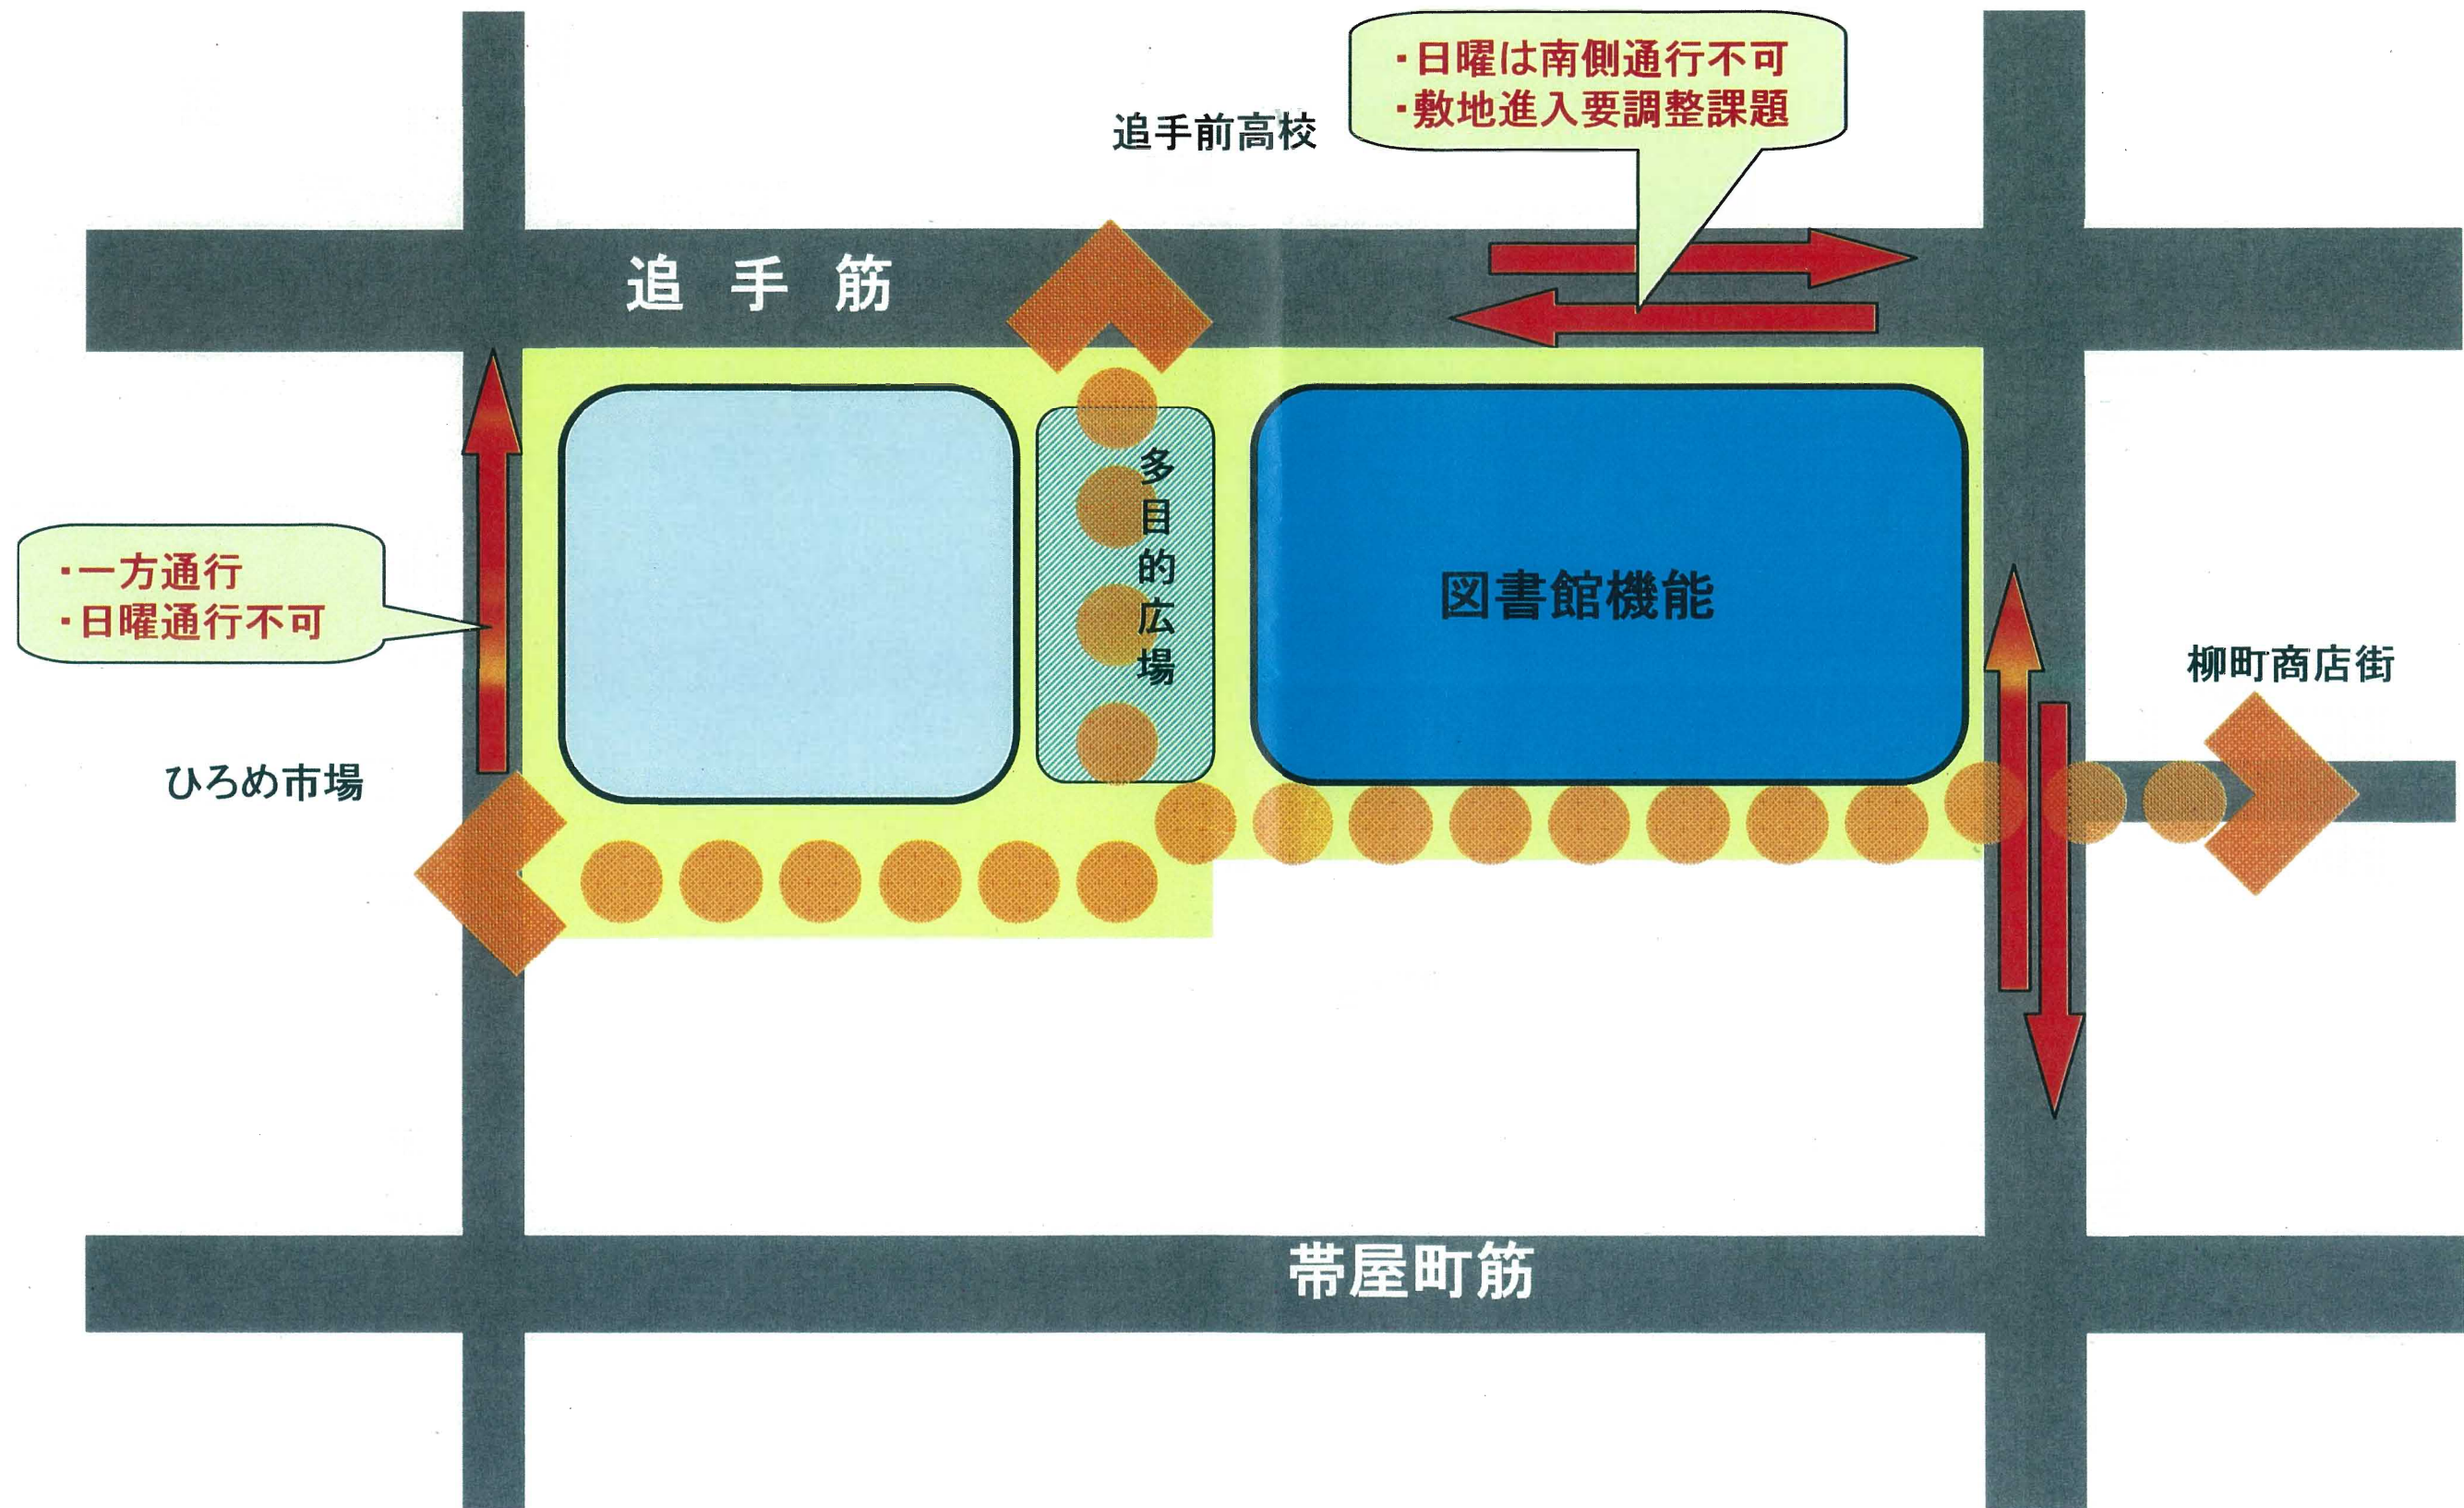 ・日曜は南側通行不可
・敷地進入要調整課題
追手前高校
追手筋
多目的広場
・一方通行
・日曜通行不可
図書館機能
柳町商店街
ひろめ市場
帯屋町筋